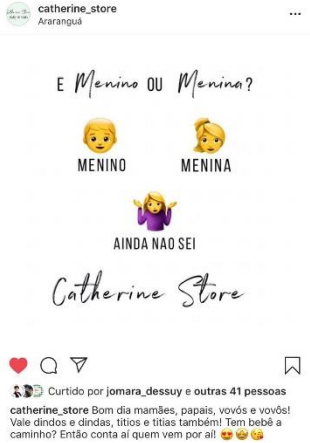 catherine_store
Araranguá
É Menino OU Menina?
MENINO
MENINA
AINDA NAO SEI
Catherine Store
Curtido por jomara_dessuy e outras 41 pessoas
catherine_store Bom dia mamães, papais, vovós e vovôs!
Vale dindos e dindas, titios e titias também! Tem bebê a
caminho? Então conta aí quem vem por aí! 😍🤩😘